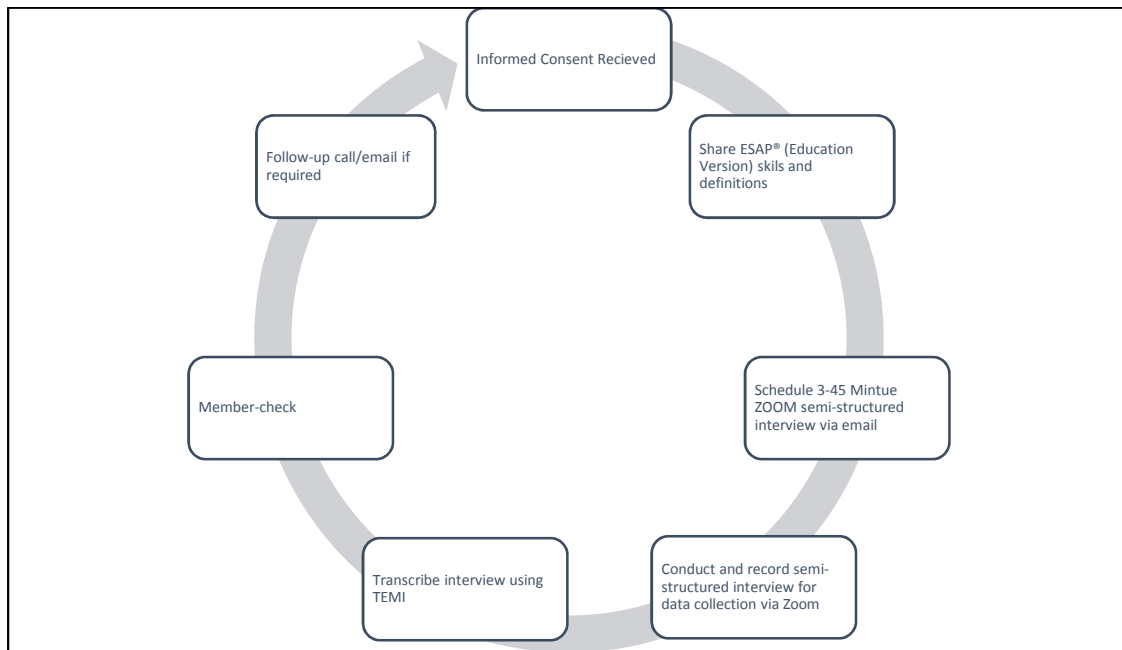 Informed Consent Recieved
Share ESAP® (Education
Version) skils and
definitions
Schedule 3-45 Mintue
ZOOM semi-structured
interview via email
Conduct and record semi-
structured interview for
data collection via Zoom
Transcribe interview using
TEMI
Member-check
Follow-up call/email if
required